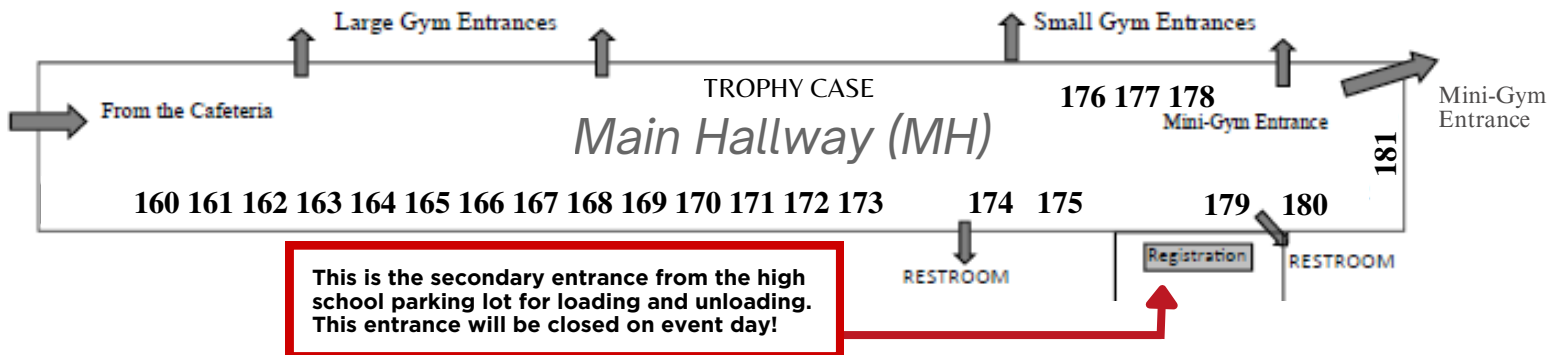 Large Gym Entrances
Small Gym Entrances
TROPHY CASE
176 177 178
Mini-Gym
Entrance
From the Cafeteria
Main Hallway (MH)
Mini-Gym Entrance
181
160 161 162 163 164 165 166 167 168 169 170 171 172 173
174 175
179 180
RESTROOM
Registration
RESTROOM
This is the secondary entrance from the high
school parking lot for loading and unloading.
This entrance will be closed on event day!